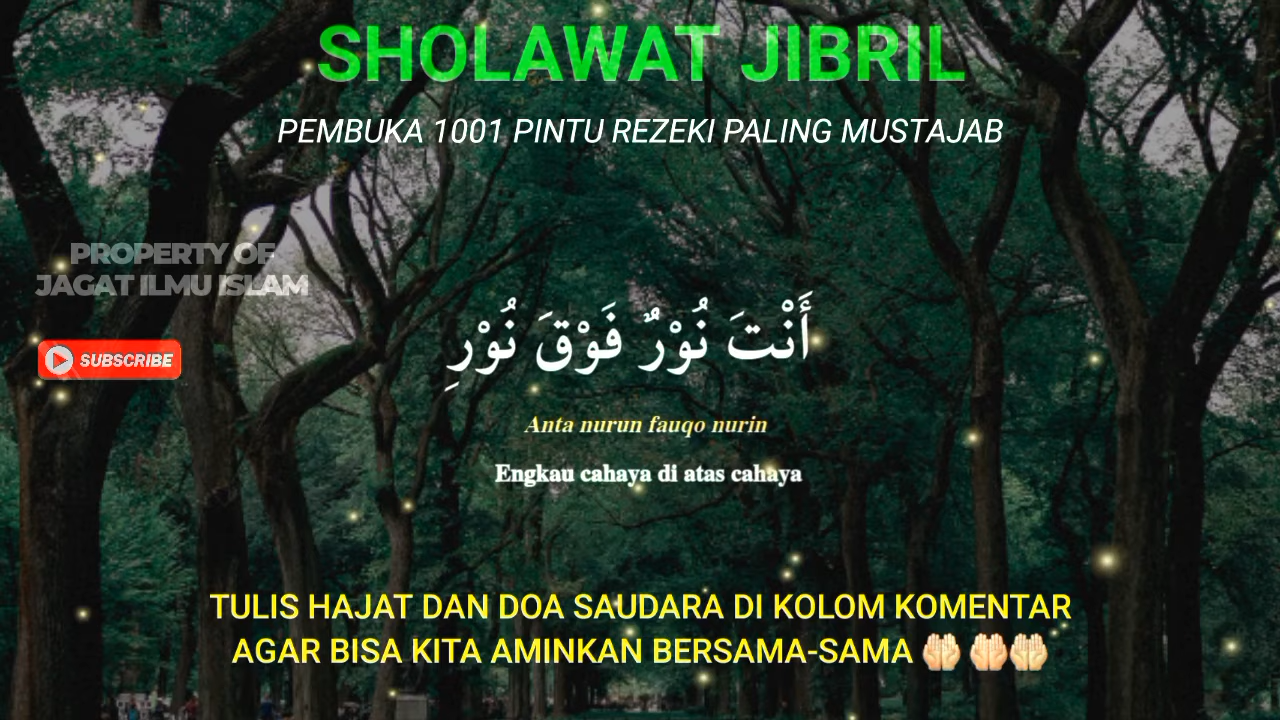 SHOLAWAT JIBRIL
PEMBUKA 1001 PINTU REZEKI PALING MUSTAJAB
PROPERTY OF
JAGAT ILMU ISLAM
SUBSCRIBE
أَنْتَ نُوْرٌ فَوْقَ نُوْرِ
Anta nurun fauqo nurin
Engkau cahaya di atas cahaya
TULIS HAJAT DAN DOA SAUDARA DI KOLOM KOMENTAR
AGAR BISA KITA AMINKAN BERSAMA-SAMA 🤲🏻 🤲🏻🤲🏻